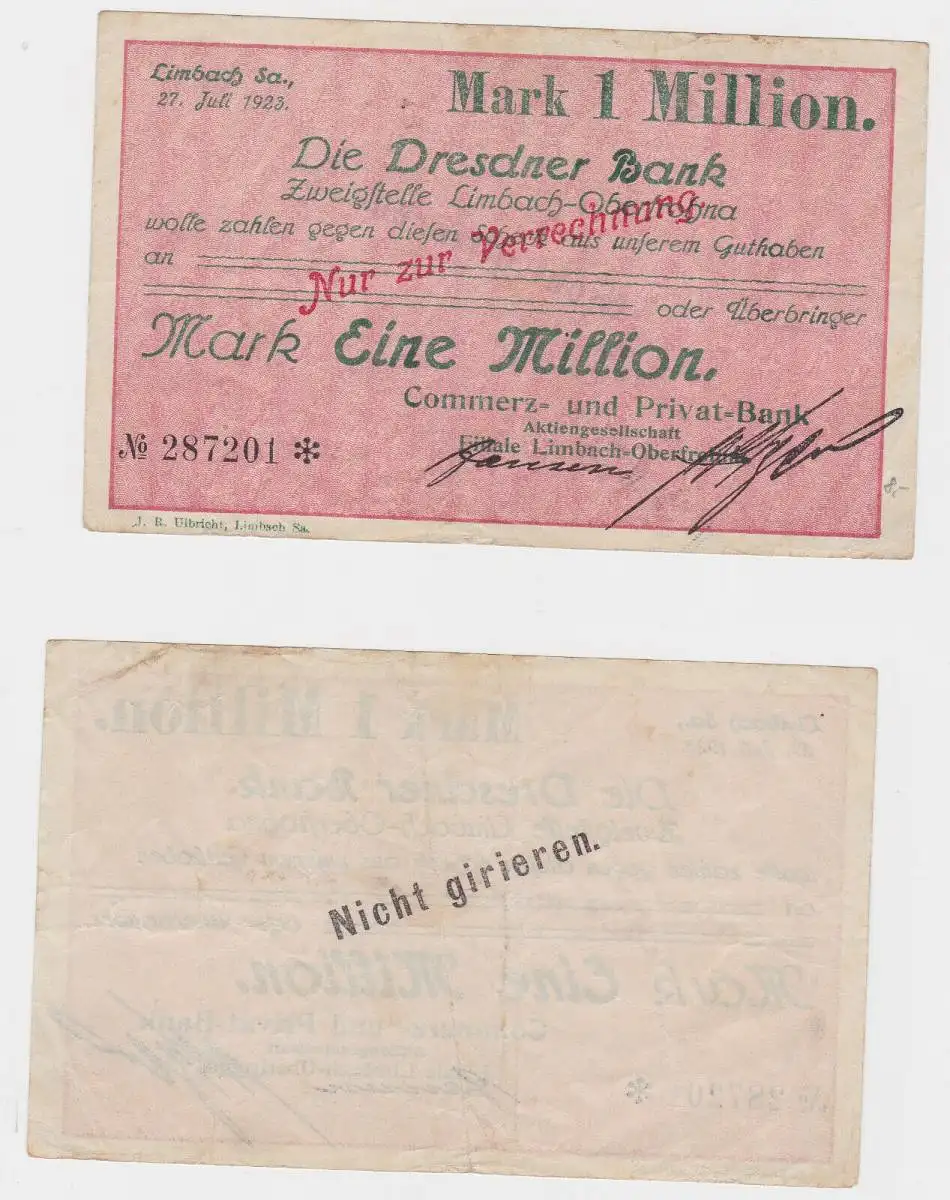 Limbach Sa.,
27. Juli 1923.
Mark 1 Million.
Die Dresdner Bank
Zweigstelle Limbach-Oberfrohna
wolle zahlen gegen diesen Scheck aus unserem Guthaben
an
oder Überbringer
Nur zur Verrechnung.
Mark Eine Million.
Commerz- und Privat-Bank
Aktiengesellschaft
Filiale Limbach-Oberfrohna
№ 287201 *
8,-
J. R. Ulbricht, Limbach Sa.
Nicht girieren.